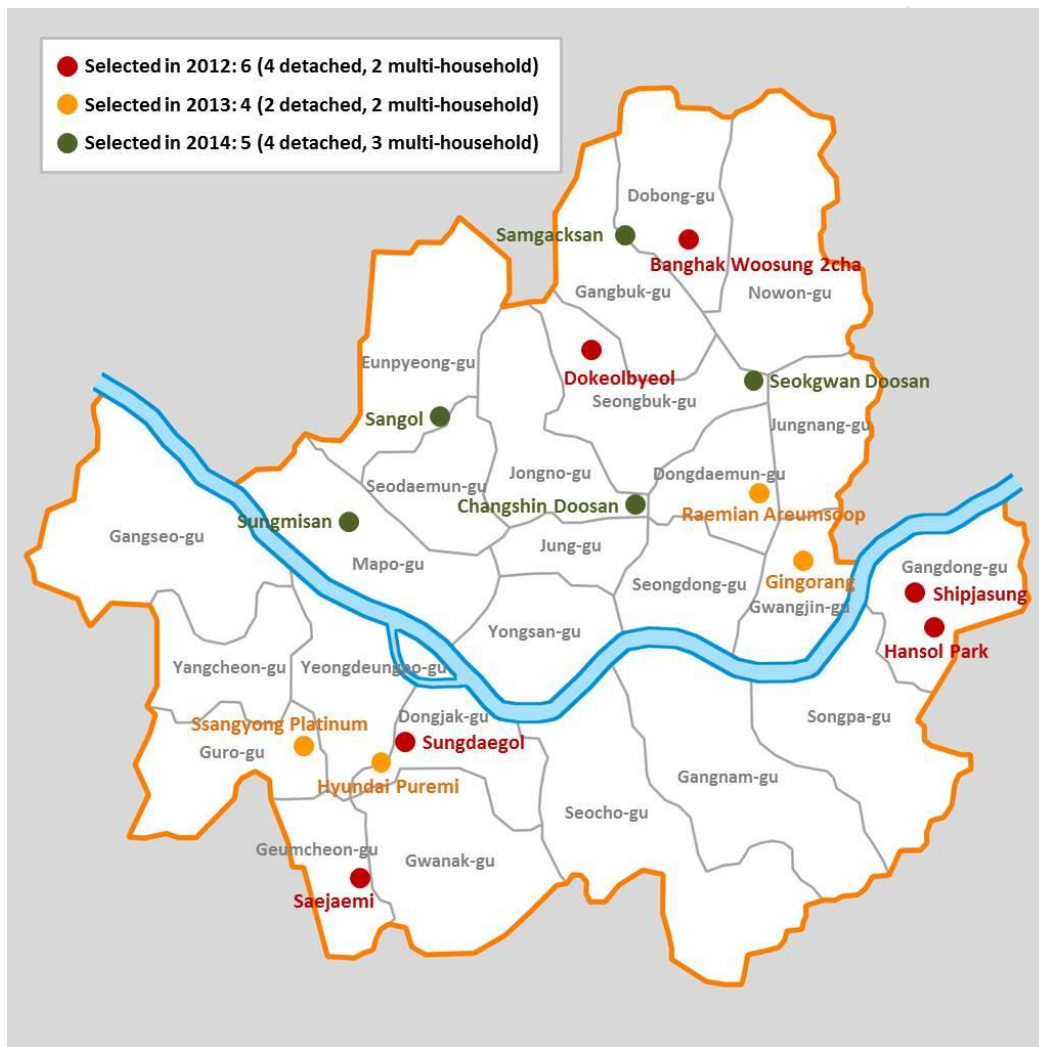 Selected in 2012: 6 (4 detached, 2 multi-household)
Selected in 2013: 4 (2 detached, 2 multi-household)
Selected in 2014: 5 (4 detached, 3 multi-household)
Dobong-gu
Samgacksan
Banghak Woosung 2cha
Gangbuk-gu
Nowon-gu
Eunpyeong-gu
Dokeolbyeol
Seokgwan Doosan
Seongbuk-gu
Sangol
Jungnang-gu
Jongno-gu
Dongdaemun-gu
Seodaemun-gu
Changshin Doosan
Raemian Areumsoop
Sungmisan
Gangseo-gu
Jung-gu
Mapo-gu
Gangdong-gu
Seongdong-gu
Gingorang
Shipjasung
Gwangjin-gu
Yongsan-gu
Hansol Park
Yangcheon-gu
Yeongdeungpo-gu
Dongjak-gu
Songpa-gu
Ssangyong Platinum
Sungdaegol
Guro-gu
Gangnam-gu
Hyundai Puremi
Seocho-gu
Geumcheon-gu
Gwanak-gu
Saejaemi